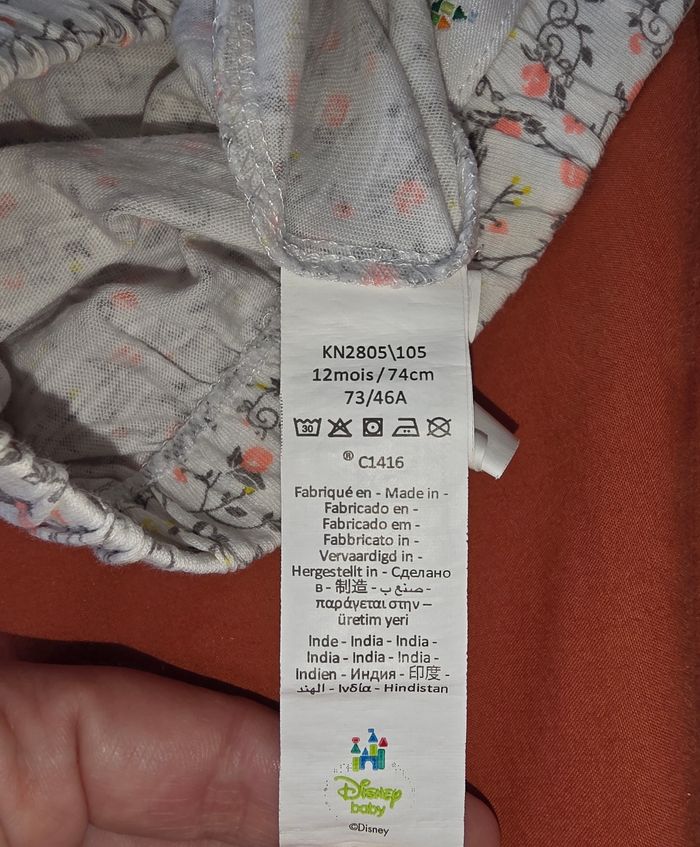 KN2805\105
12mois / 74cm
73/46A
30
® C1416
Fabriqué en - Made in -
Fabricado en -
Fabricado em -
Fabbricato in -
Vervaardigd in -
Hergestellt in - Сделано
в - 制造 - صنع ب -
παράγεται στην –
üretim yeri
Inde - India - India -
India - India - India -
Indien - Индия - 印度 -
الهند - Ινδία - Hindistan
Disney
baby
©Disney